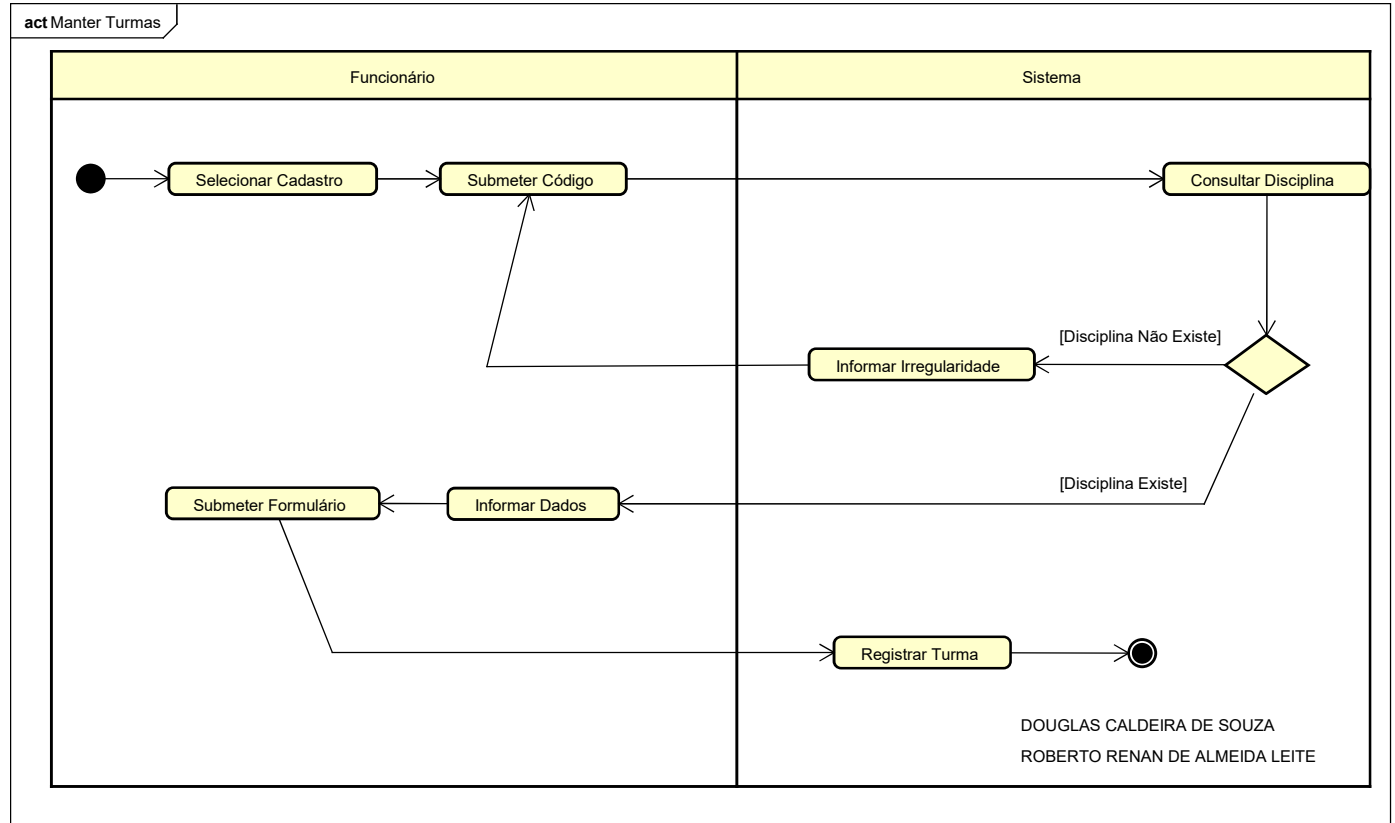 act Manter Turmas
Funcionário
Sistema
Selecionar Cadastro
Submeter Código
Consultar Disciplina
[Disciplina Não Existe]
Informar Irregularidade
[Disciplina Existe]
Submeter Formulário
Informar Dados
Registrar Turma
DOUGLAS CALDEIRA DE SOUZA
ROBERTO RENAN DE ALMEIDA LEITE